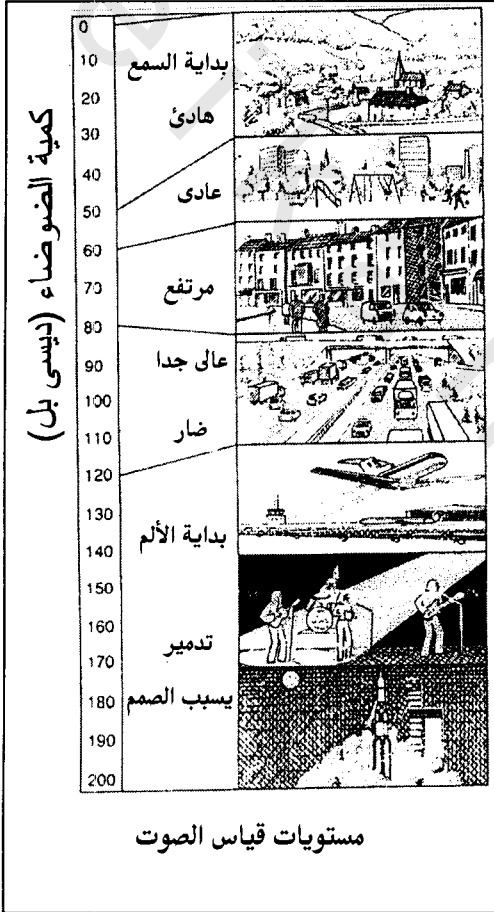 كمية الضوضاء (ديسى بل)
0
10
20
30
40
50
60
70
80
90
100
110
120
130
140
150
160
170
180
190
200
بداية السمع
هادئ
عادى
مرتفع
عالى جدا
ضار
بداية الألم
تدمير
يسبب الصمم
مستويات قياس الصوت